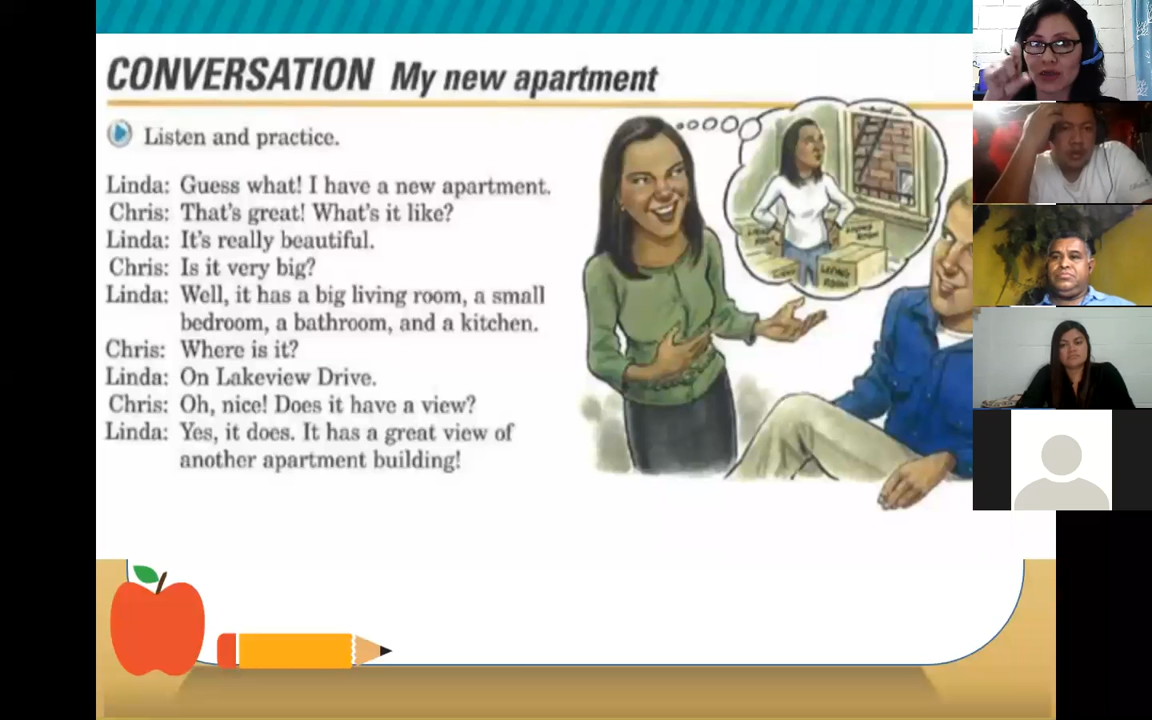 CONVERSATION My new apartment
Listen and practice.
Linda: Guess what! I have a new apartment.
Chris: That's great! What's it like?
Linda: It's really beautiful.
Chris: Is it very big?
Linda: Well, it has a big living room, a small
bedroom, a bathroom, and a kitchen.
Chris: Where is it?
Linda: On Lakeview Drive.
Chris: Oh, nice! Does it have a view?
Linda: Yes, it does. It has a great view of
another apartment building!
LIVING
ROOM